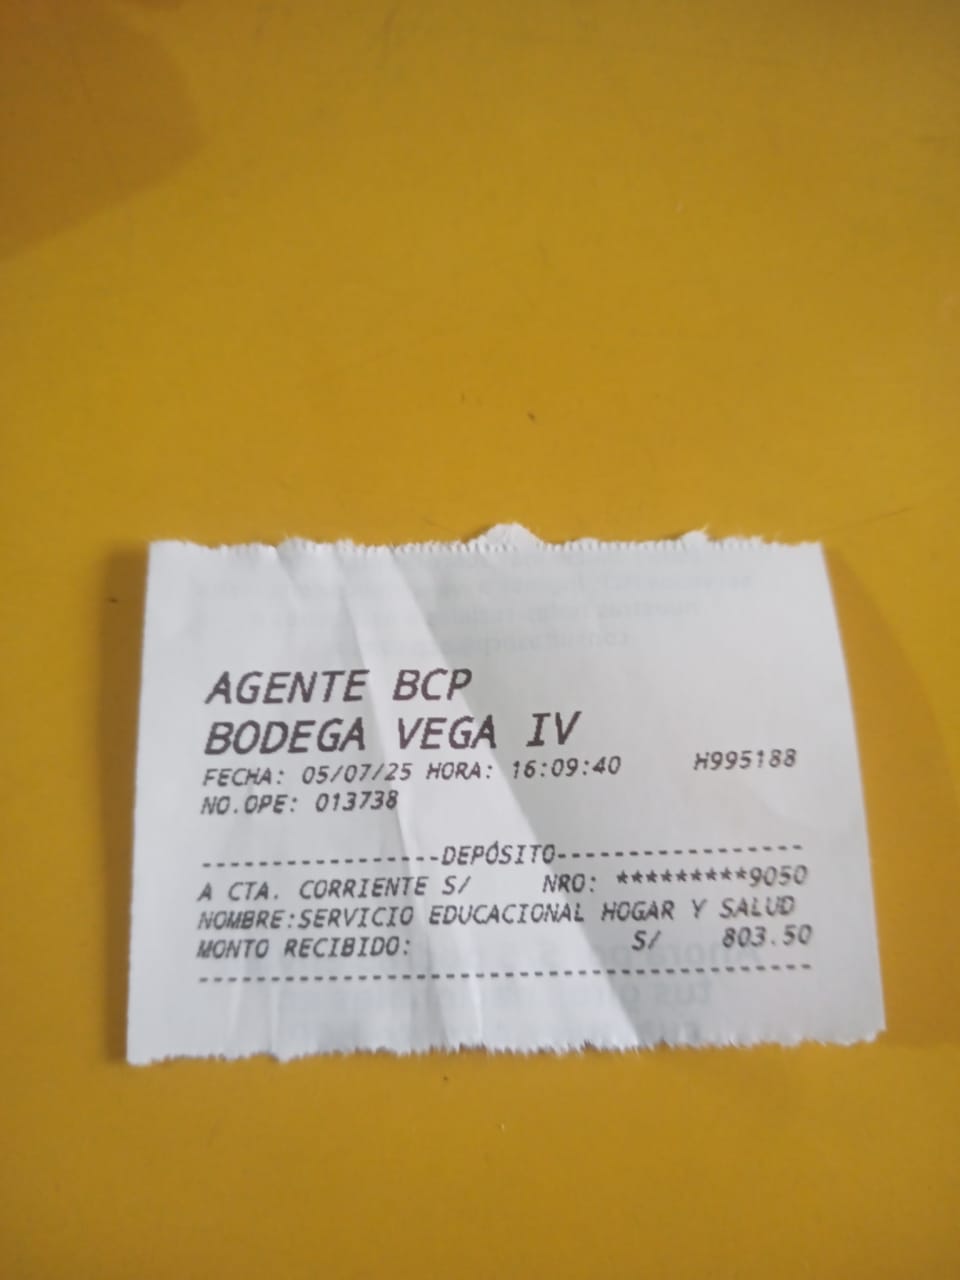 AGENTE BCP
BODEGA VEGA IV
FECHA: 05/07/25 HORA: 16:09:40 H995188
NO.OPE: 013738
-----------------DEPÓSITO------------------
A CTA. CORRIENTE S/ NRO: *********9050
NOMBRE:SERVICIO EDUCACIONAL HOGAR Y SALUD
MONTO RECIBIDO: S/ 803.50
--------------------------------------------